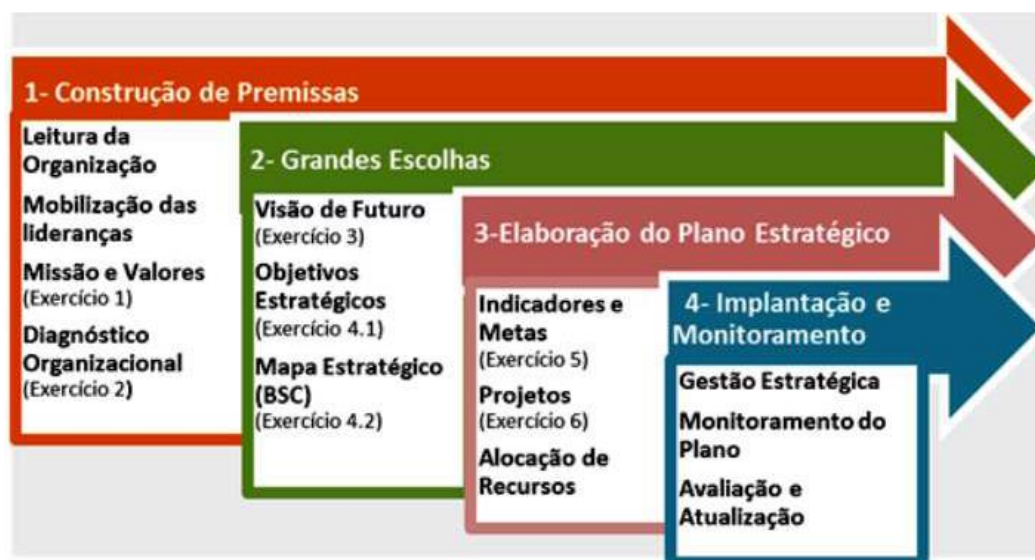 1- Construção de Premissas
Leitura da
Organização
Mobilização das
lideranças
Missão e Valores
(Exercício 1)
Diagnóstico
Organizacional
(Exercício 2)
2- Grandes Escolhas
Visão de Futuro
(Exercício 3)
Objetivos
Estratégicos
(Exercício 4.1)
Mapa Estratégico
(BSC)
(Exercício 4.2)
3-Elaboração do Plano Estratégico
Indicadores e
Metas
(Exercício 5)
Projetos
(Exercício 6)
Alocação de
Recursos
4- Implantação e
Monitoramento
Gestão Estratégica
Monitoramento do
Plano
Avaliação e
Atualização